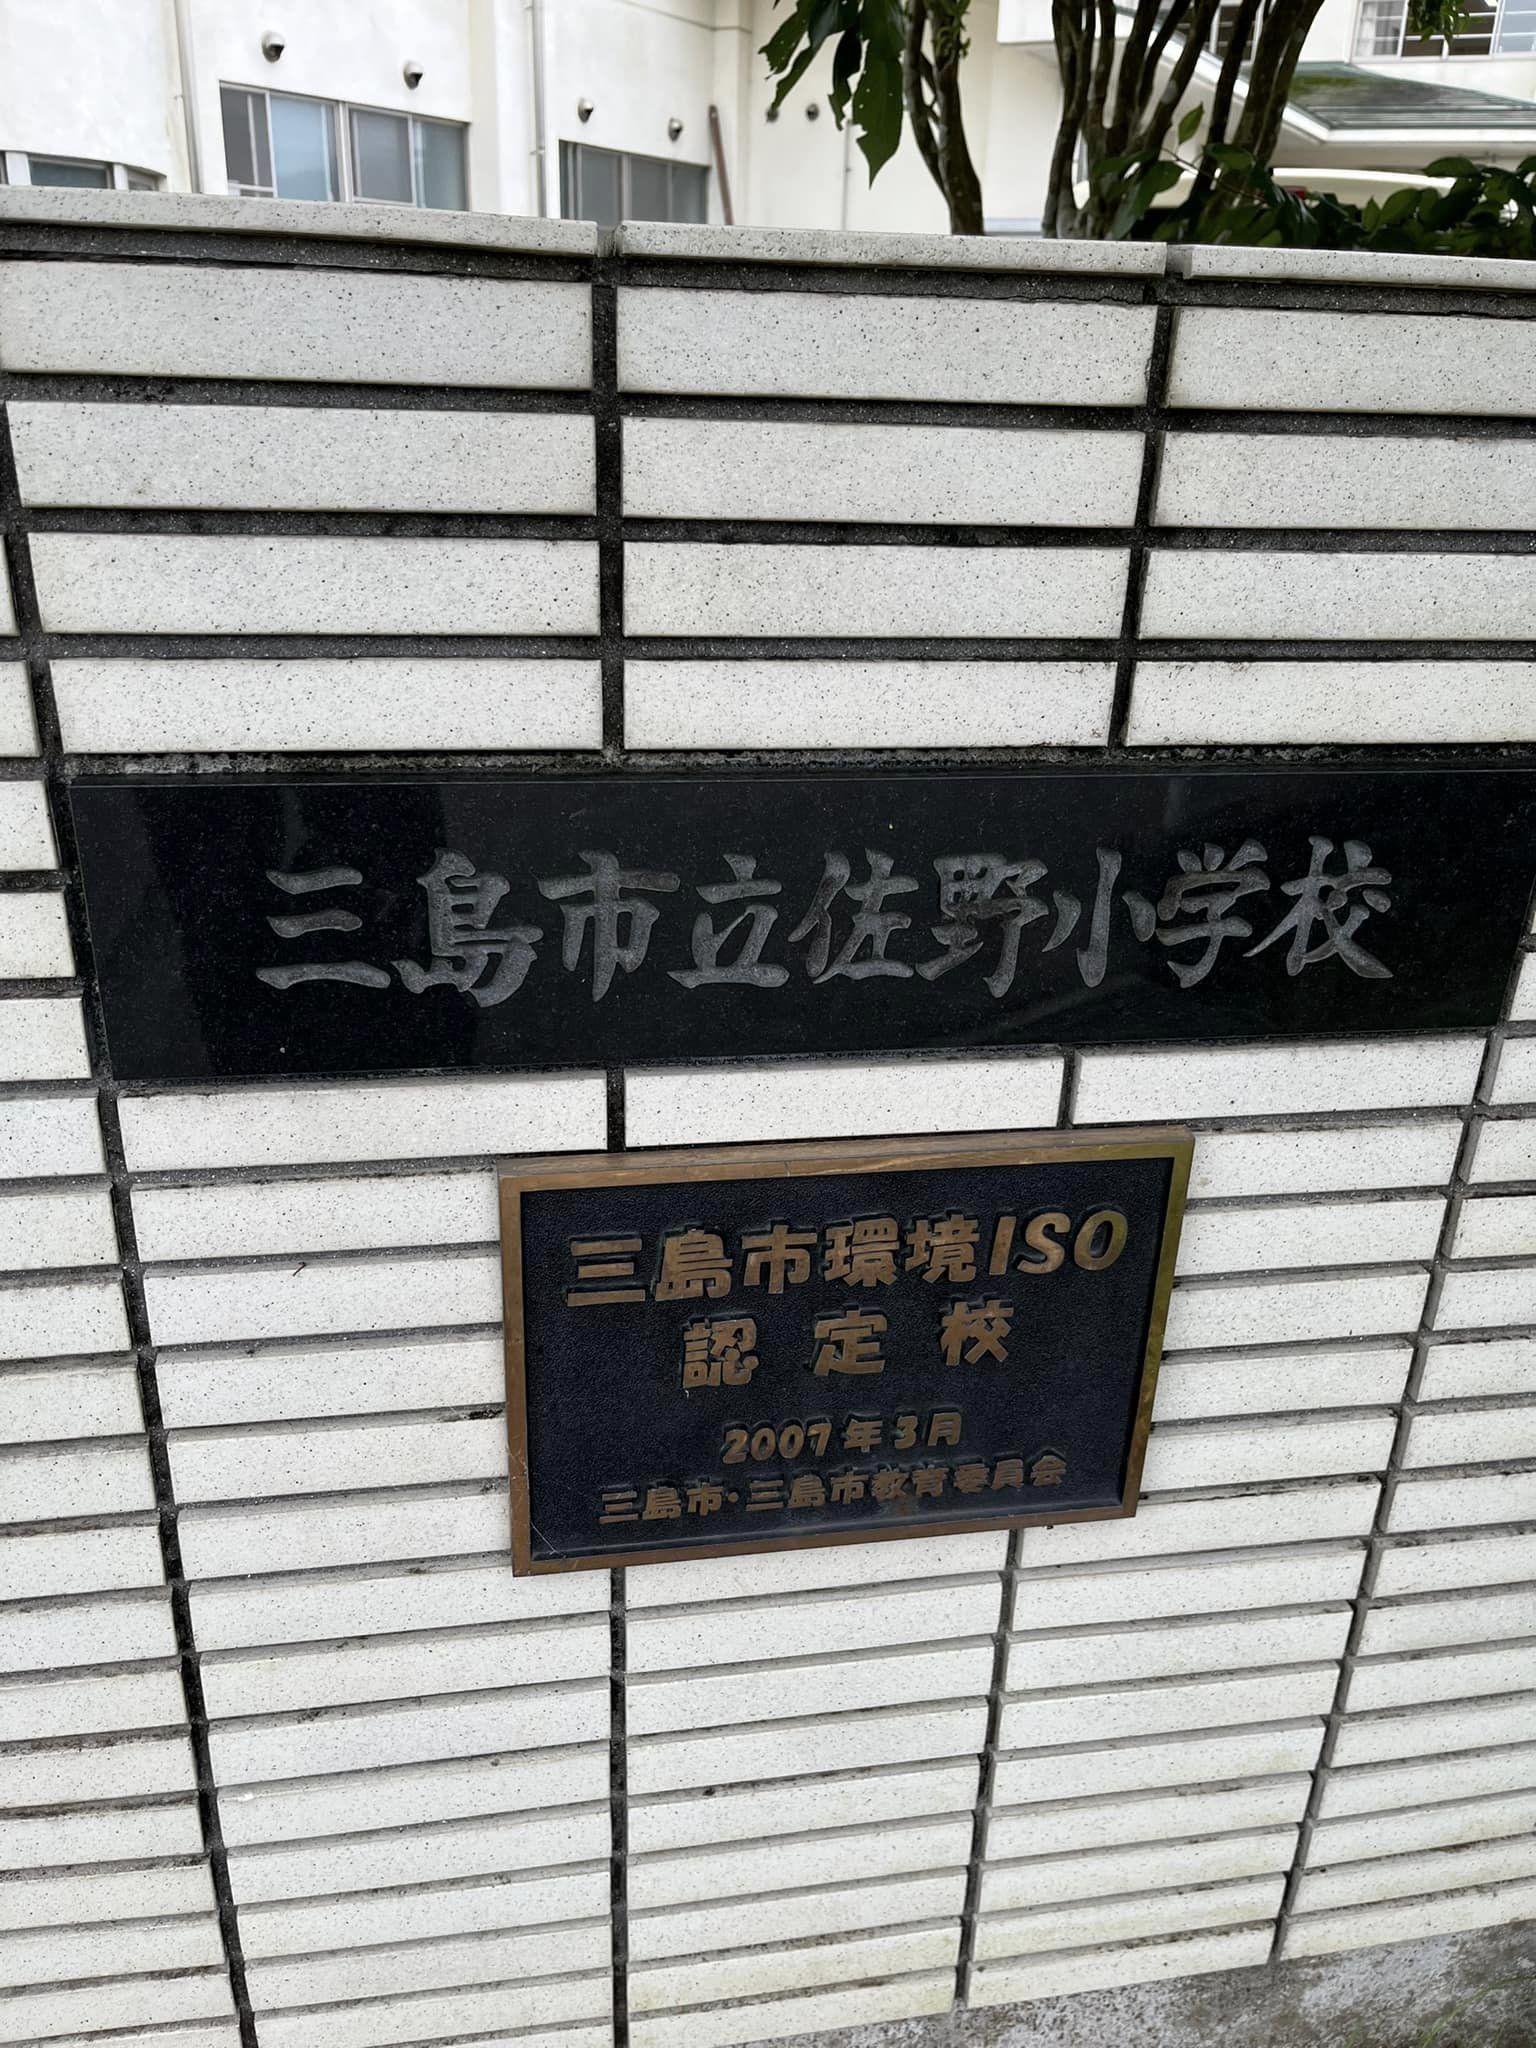 三島市立佐野小学校
三島市環境ISO
認定校
2007年3月
三島市・三島市教育委員会